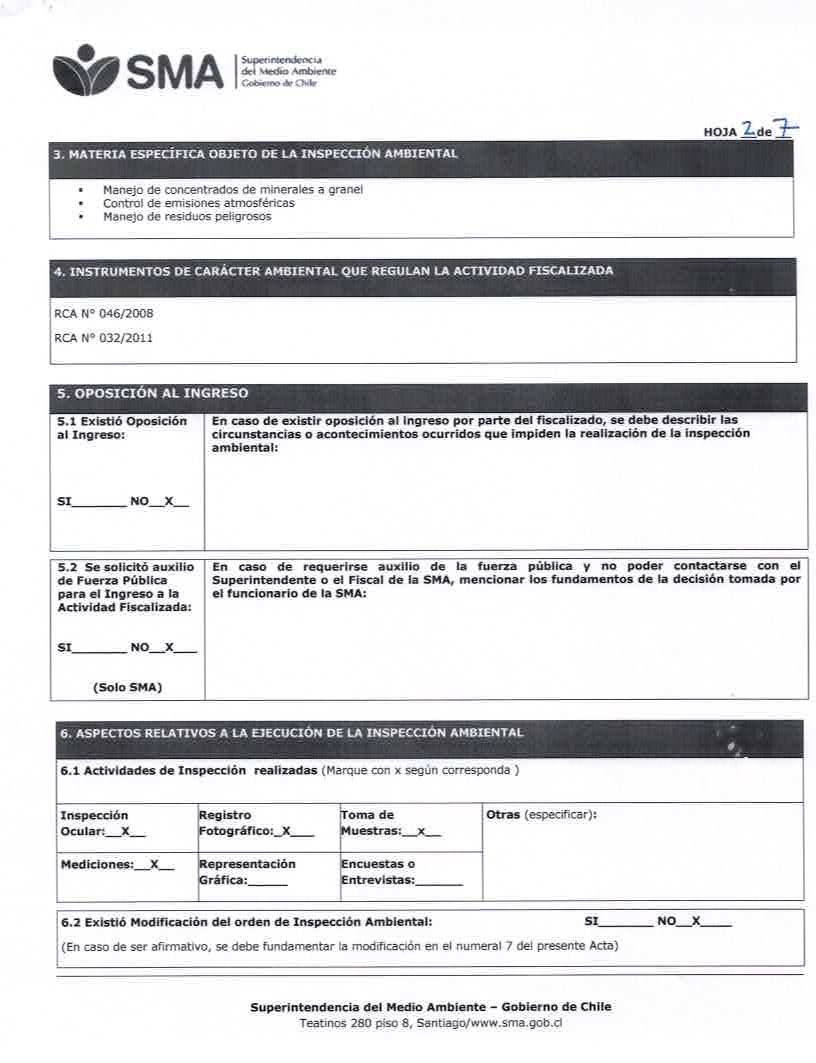 SMA
Superintendencia
del Medio Ambiente
Gobierno de Chile
HOJA 2 de 7
3. MATERIA ESPECÍFICA OBJETO DE LA INSPECCIÓN AMBIENTAL
▪ Manejo de concentrados de minerales a granel
▪ Control de emisiones atmosféricas
▪ Manejo de residuos peligrosos
4. INSTRUMENTOS DE CARÁCTER AMBIENTAL QUE REGULAN LA ACTIVIDAD FISCALIZADA
RCA N° 046/2008
RCA N° 032/2011
5. OPOSICIÓN AL INGRESO
5.1 Existió Oposición
al Ingreso:
SI_______ NO__X__
En caso de existir oposición al ingreso por parte del fiscalizado, se debe describir las
circunstancias o acontecimientos ocurridos que impiden la realización de la inspección
ambiental:
5.2 Se solicitó auxilio
de Fuerza Pública
para el Ingreso a la
Actividad Fiscalizada:
SI_______ NO__X___
(Solo SMA)
En caso de requerirse auxilio de la fuerza pública y no poder contactarse con el
Superintendente o el Fiscal de la SMA, mencionar los fundamentos de la decisión tomada por
el funcionario de la SMA:
6. ASPECTOS RELATIVOS A LA EJECUCIÓN DE LA INSPECCIÓN AMBIENTAL
6.1 Actividades de Inspección realizadas (Marque con x según corresponda )
Inspección
Ocular:__X__
Registro
Fotográfico:_X___
Toma de
Muestras:__x__
Otras (especificar):
Mediciones:__X__
Representación
Gráfica:_____
Encuestas o
Entrevistas:______
6.2 Existió Modificación del orden de Inspección Ambiental: SI_______ NO__X____
(En caso de ser afirmativo, se debe fundamentar la modificación en el numeral 7 del presente Acta)
Superintendencia del Medio Ambiente – Gobierno de Chile
Teatinos 280 piso 8, Santiago/www.sma.gob.cl